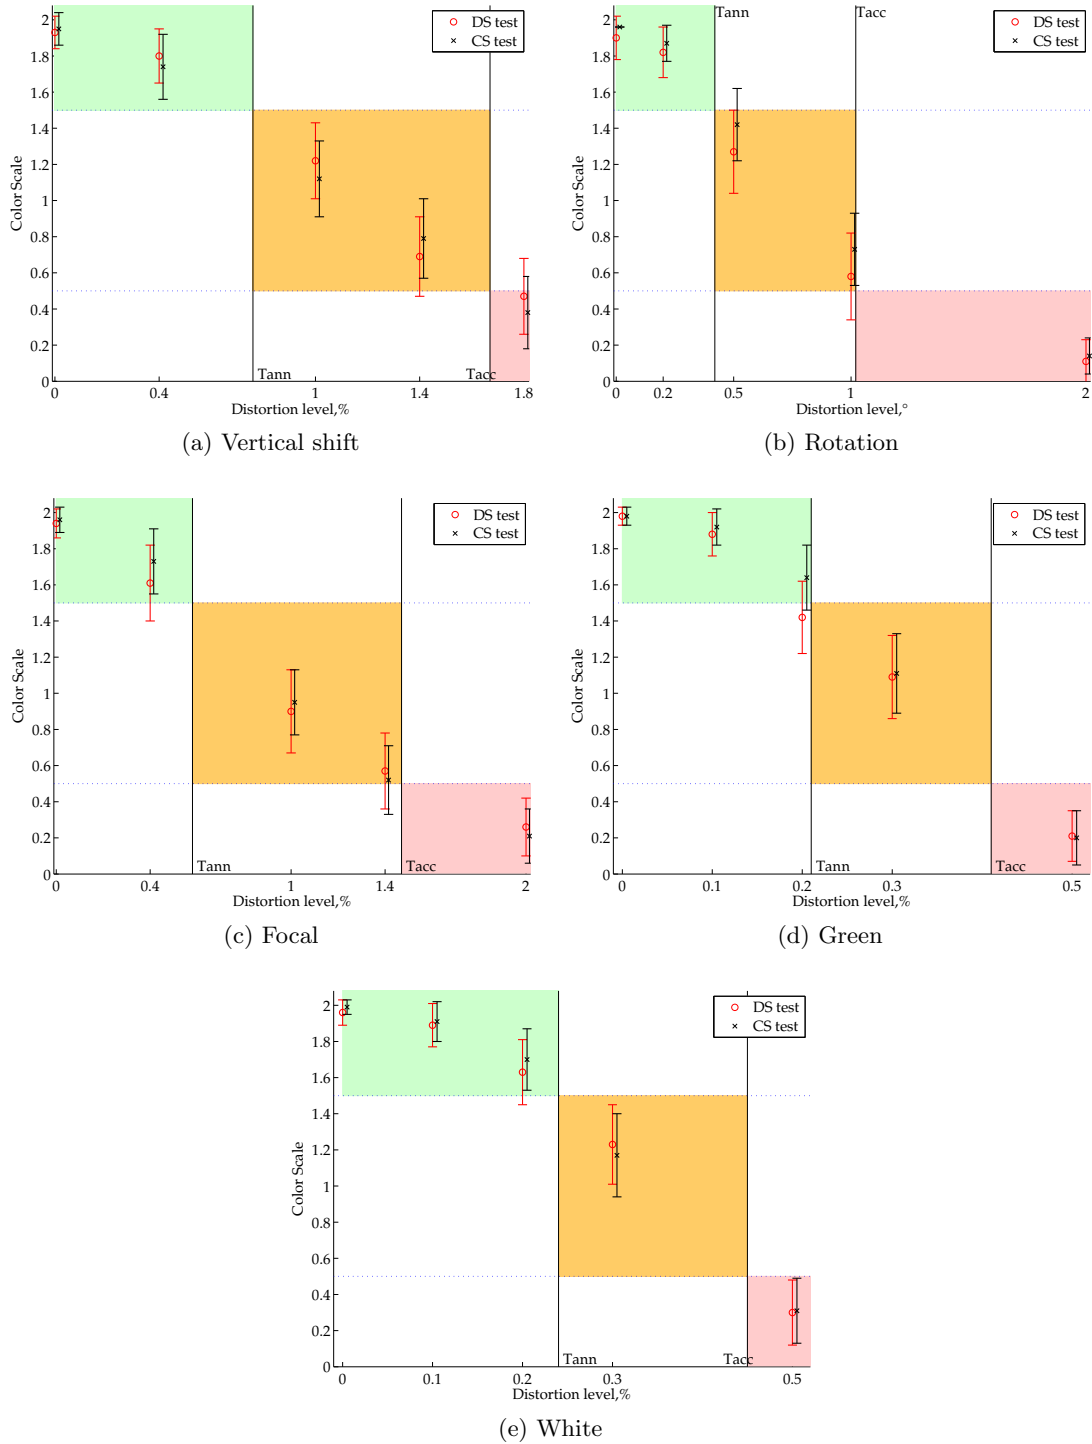 Tann Tacc
2 DS test 2 DS test
1.8 CS test 1.8 CS test
1.6 1.6
1.4 1.4
1.2 1.2
1 1
0.8 0.8
0.6 0.6
0.4 0.4
0.2 0.2
0 Tann Tacc 0
Color Scale Color Scale
0 0.4 1 1.4 1.8 0 0.2 0.5 1 2
Distortion level,% Distortion level,°
(a) Vertical shift (b) Rotation
2 DS test 2 DS test
1.8 CS test 1.8 CS test
1.6 1.6
1.4 1.4
1.2 1.2
1 1
0.8 0.8
0.6 0.6
0.4 0.4
0.2 0.2
0 Tann Tacc 0 Tann Tacc
Color Scale Color Scale
0 0.4 1 1.4 2 0 0.1 0.2 0.3 0.5
Distortion level,% Distortion level,%
(c) Focal (d) Green
2 DS test
1.8 CS test
1.6
1.4
1.2
1
0.8
0.6
0.4
0.2
0 Tann Tacc
Color Scale
0 0.1 0.2 0.3 0.5
Distortion level,%
(e) White